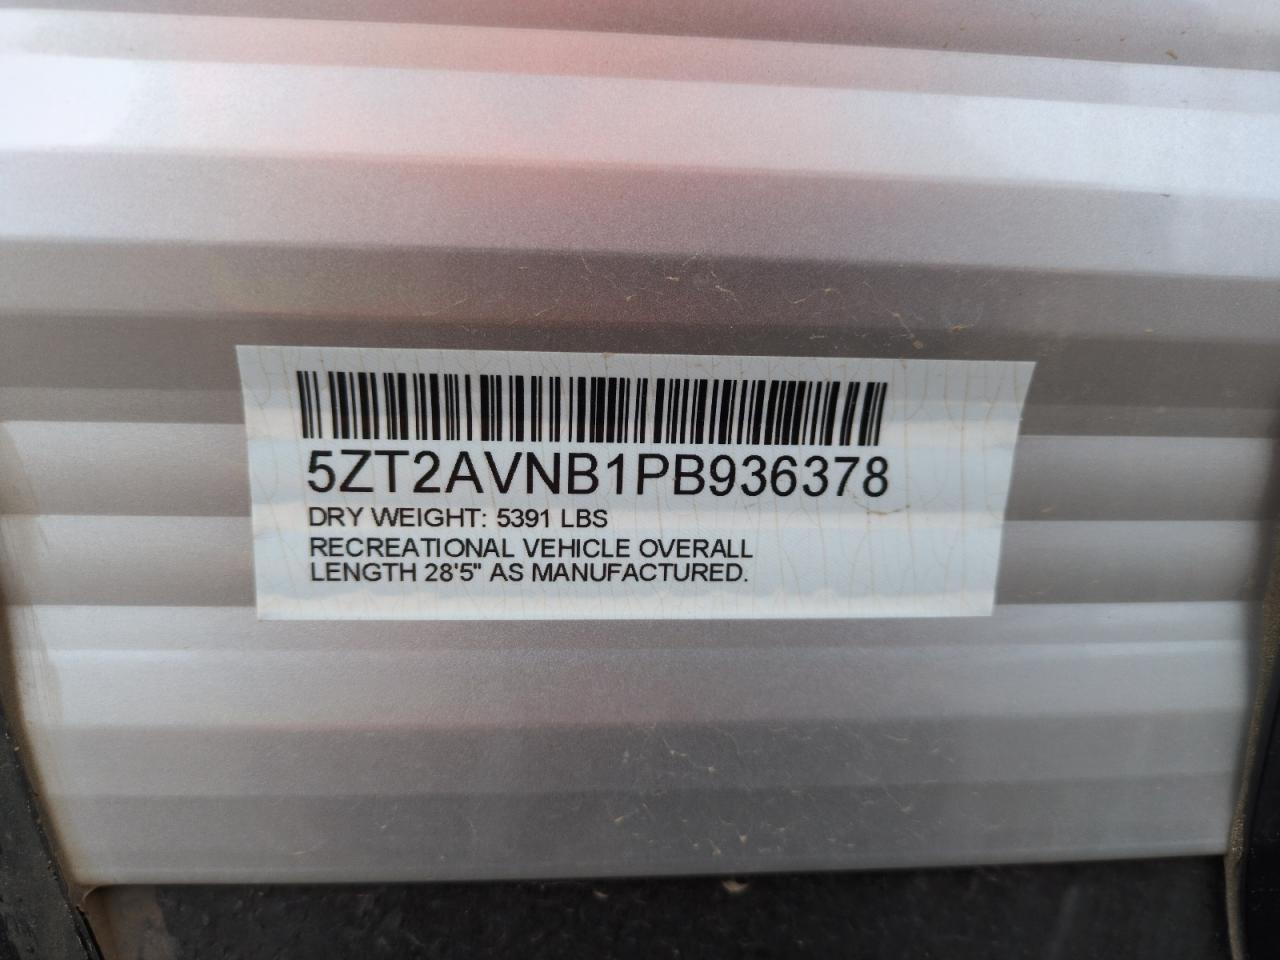 5ZT2AVNB1PB936378
DRY WEIGHT: 5391 LBS
RECREATIONAL VEHICLE OVERALL
LENGTH 28'5" AS MANUFACTURED.